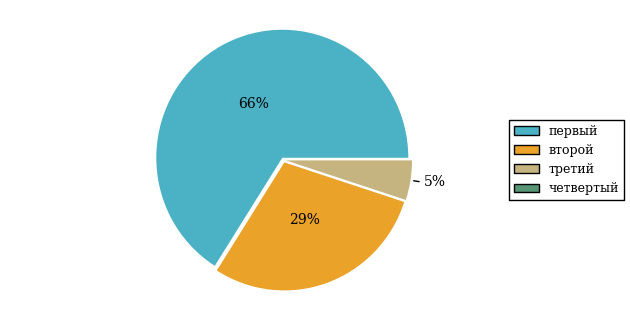 66%
29%
5%
первый
второй
третий
четвертый